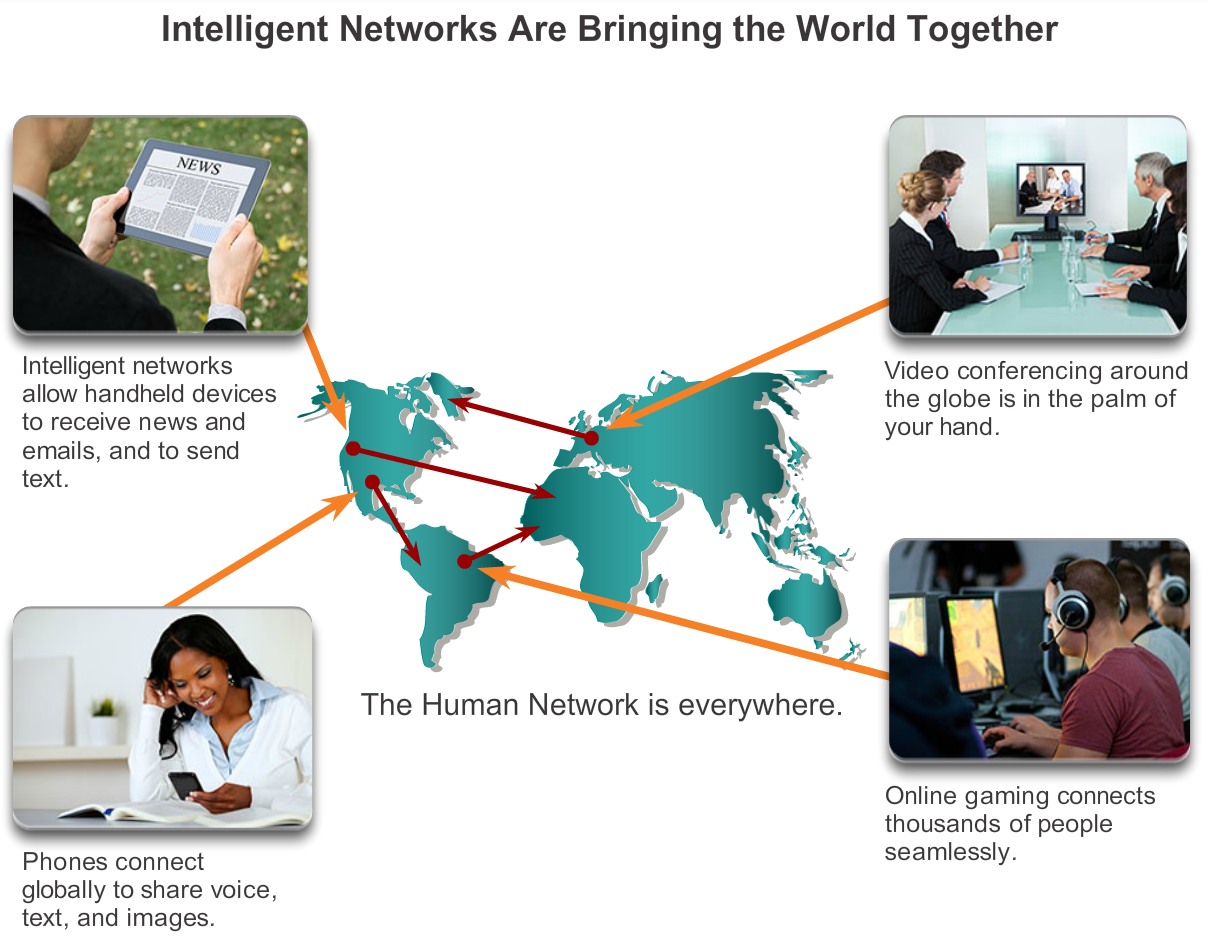 Intelligent Networks Are Bringing the World Together
NEWS
Intelligent networks
allow handheld devices
to receive news and
emails, and to send
text.
Video conferencing around
the globe is in the palm of
your hand.
The Human Network is everywhere.
Phones connect
globally to share voice,
text, and images.
Online gaming connects
thousands of people
seamlessly.